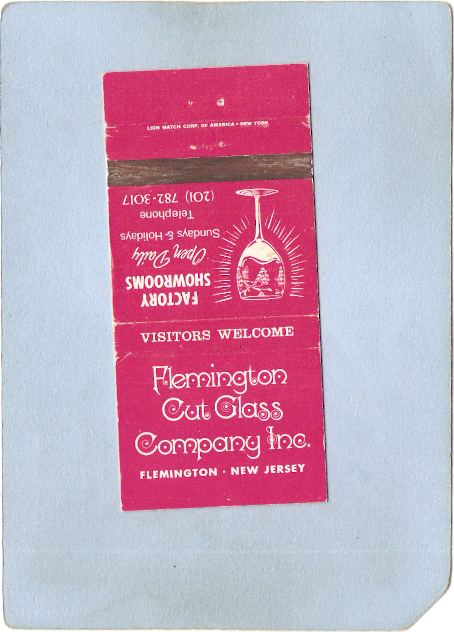 LION MATCH CORP. OF AMERICA • NEW YORK
FACTORY
SHOWROOMS
Open Daily
Sundays & Holidays
Telephone
(201) 782-3017
VISITORS WELCOME
Flemington
Cut Glass
Company Inc.
FLEMINGTON · NEW JERSEY